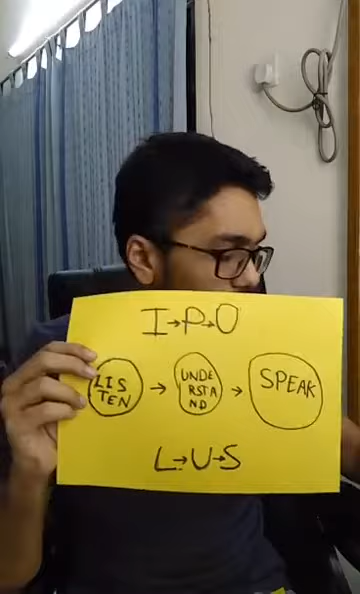 I→P→O
LIS
TEN
→
UNDE
RSTA
ND
→
SPEAK
L→U→S